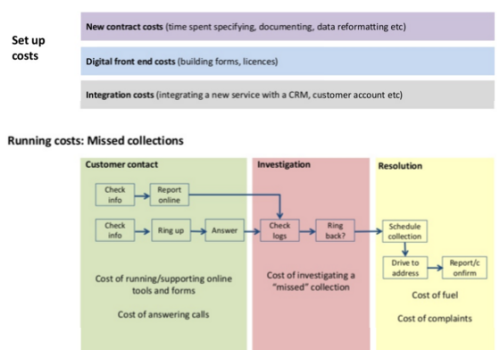 Set up
costs
New contract costs (time spent specifying, documenting, data reformatting etc)
Digital front end costs (building forms, licences)
Integration costs (integrating a new service with a CRM, customer account etc)
Running costs: Missed collections
Customer contact
Check
info
Report
online
Check
info
Ring up
Answer
Cost of running/supporting online
tools and forms
Cost of answering calls
Investigation
Check
logs
Ring
back?
Cost of investigating a
“missed” collection
Resolution
Schedule
collection
Drive to
address
Report/c
onfirm
Cost of fuel
Cost of complaints